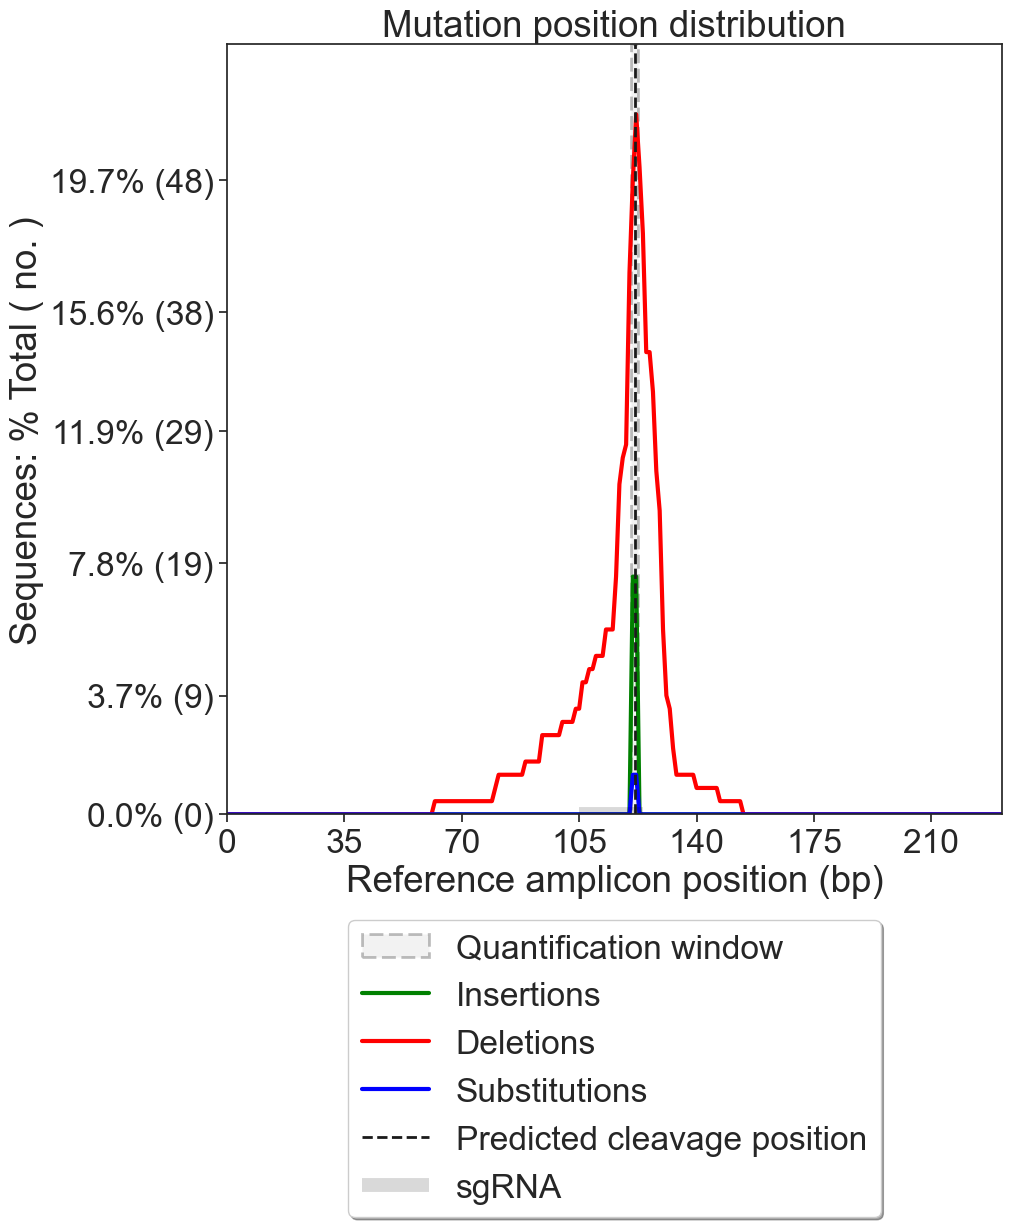 Mutation position distribution
Sequences: % Total ( no. )
19.7% (48)
15.6% (38)
11.9% (29)
7.8% (19)
3.7% (9)
0.0% (0)
0 35 70 105 140 175 210
Reference amplicon position (bp)
Quantification window
Insertions
Deletions
Substitutions
Predicted cleavage position
sgRNA